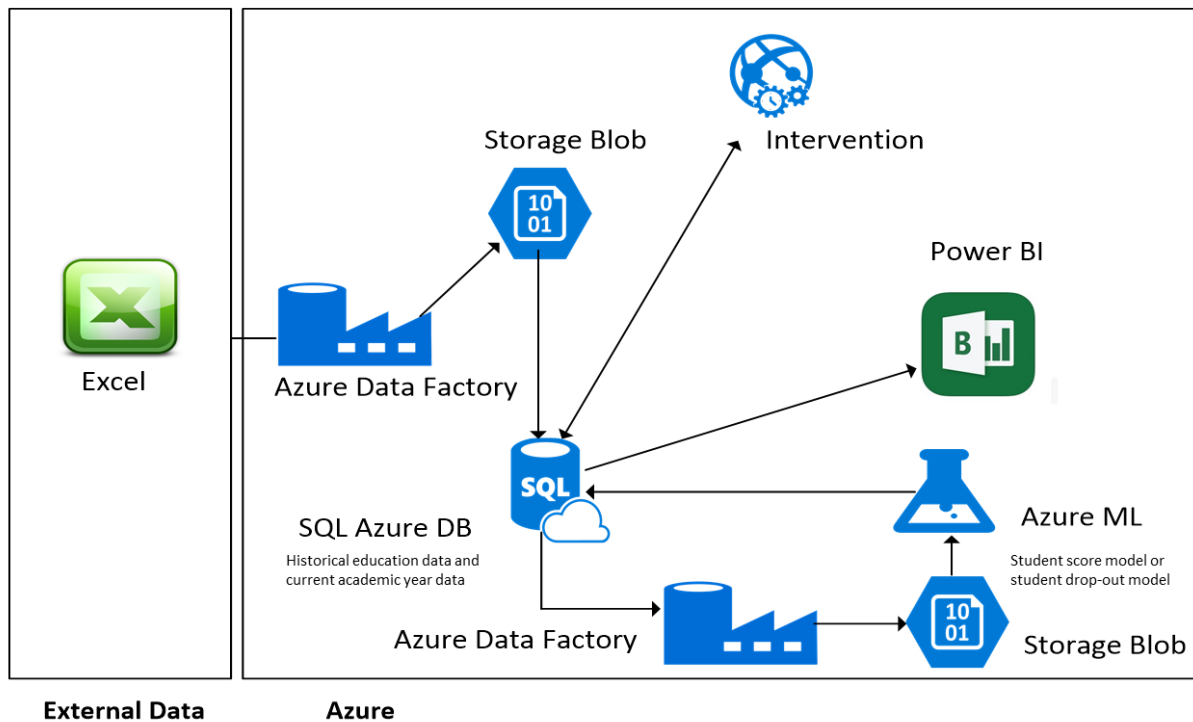 Intervention
Storage Blob
10
01
Power BI
B
Excel
Azure Data Factory
SQL
SQL Azure DB
Historical education data and
current academic year data
Azure ML
Student score model or
student drop-out model
Azure Data Factory
10
01
Storage Blob
External Data
Azure